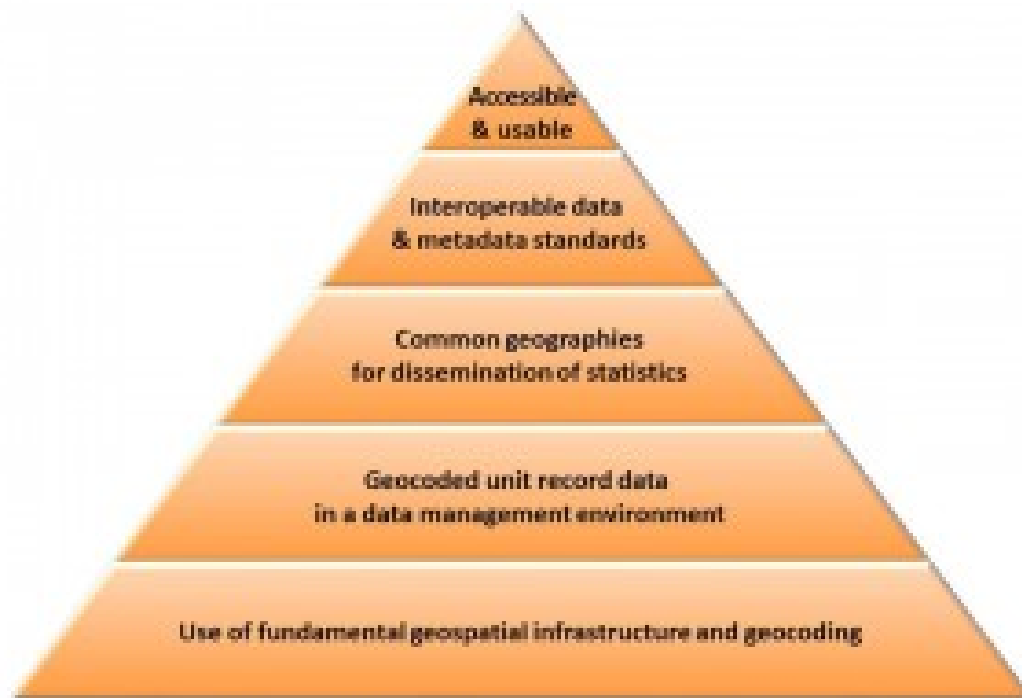 Accessible
& usable
Interoperable data
& metadata standards
Common geographies
for dissemination of statistics
Geocoded unit record data
in a data management environment
Use of fundamental geospatial infrastructure and geocoding